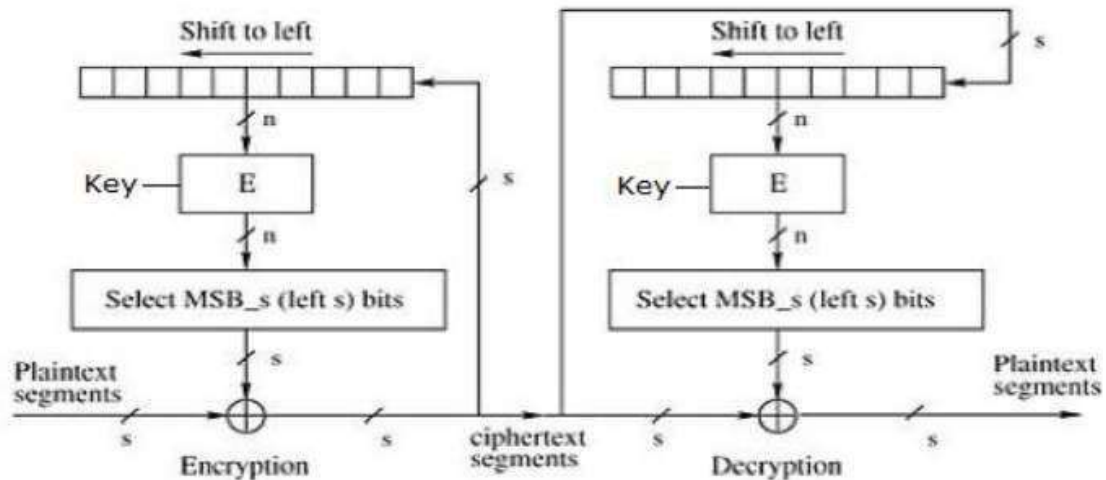 Shift to left
Shift to left
s
n
n
Key
E
s
Key
E
n
n
Select MSB_s (left s) bits
Select MSB_s (left s) bits
s
s
Plaintext
segments
Plaintext
segments
s
s
ciphertext
segments
s
s
Encryption
Decryption